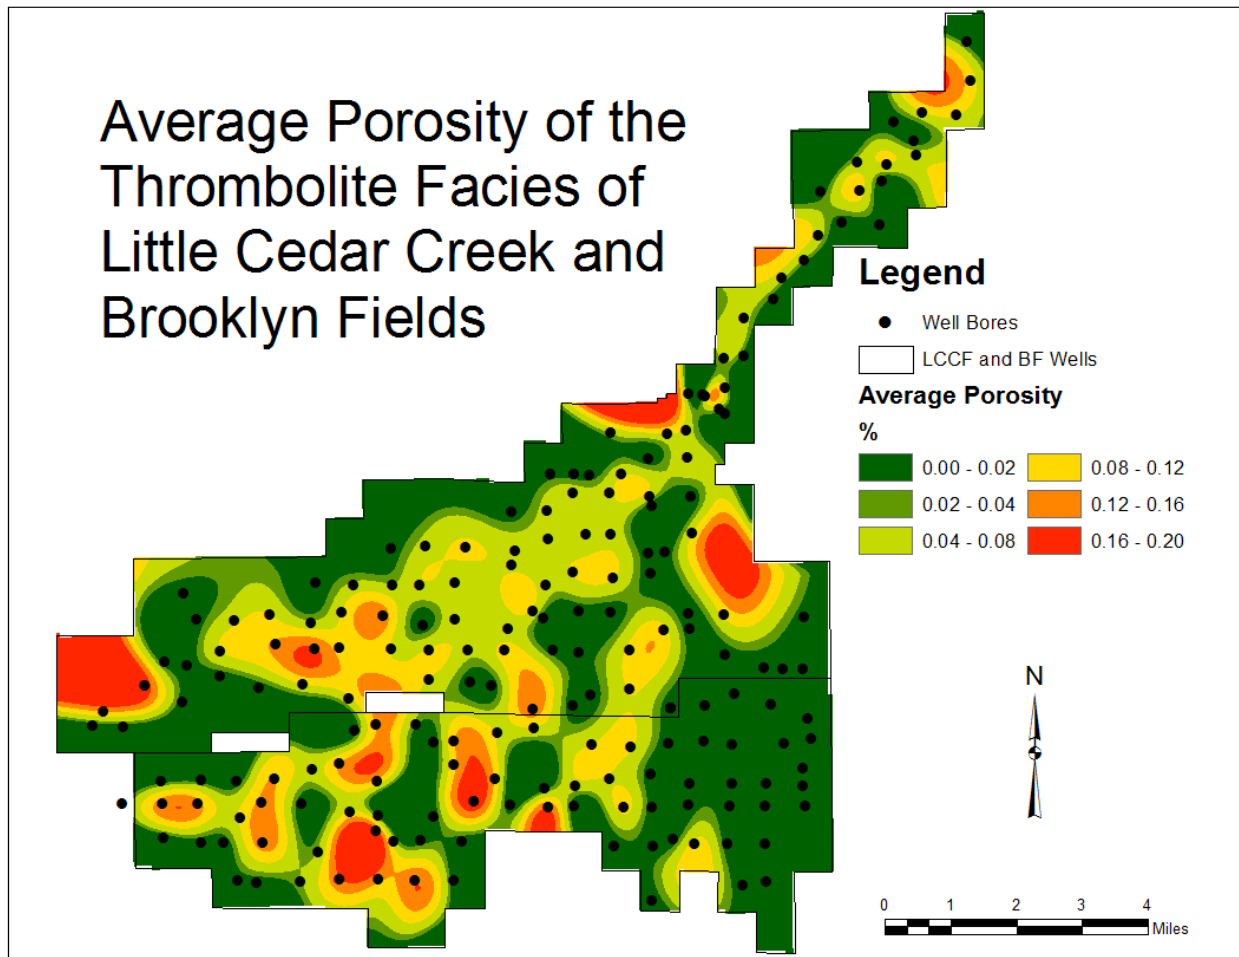 Average Porosity of the
Thrombolite Facies of
Little Cedar Creek and
Brooklyn Fields
Legend
Well Bores
LCCF and BF Wells
Average Porosity
%
0.00 - 0.02
0.08 - 0.12
0.02 - 0.04
0.12 - 0.16
0.04 - 0.08
0.16 - 0.20
N
0 1 2 3 4
Miles